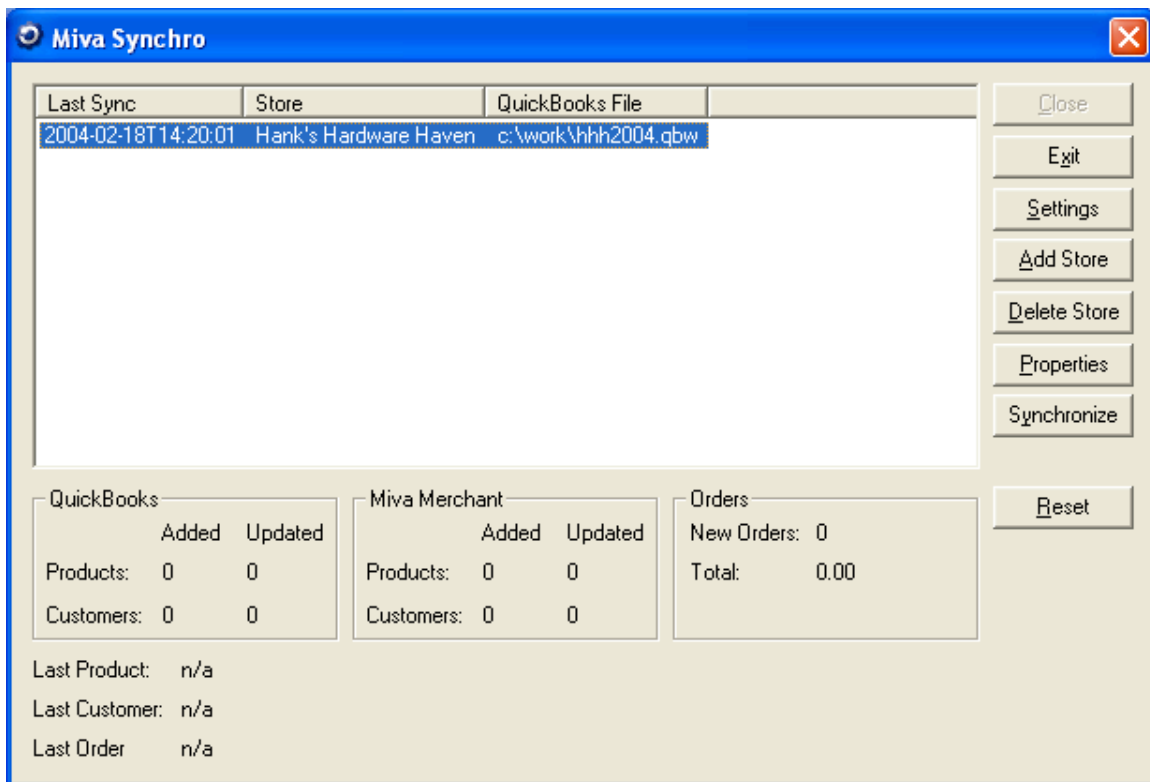 Miva Synchro
Last Sync Store QuickBooks File
2004-02-18T14:20:01 Hank's Hardware Haven c:\work\hhh2004.qbw
Close
Exit
Settings
Add Store
Delete Store
Properties
Synchronize
Reset
QuickBooks
Added Updated
Products: 0 0
Customers: 0 0
Miva Merchant
Added Updated
Products: 0 0
Customers: 0 0
Orders
New Orders: 0
Total: 0.00
Last Product: n/a
Last Customer: n/a
Last Order n/a